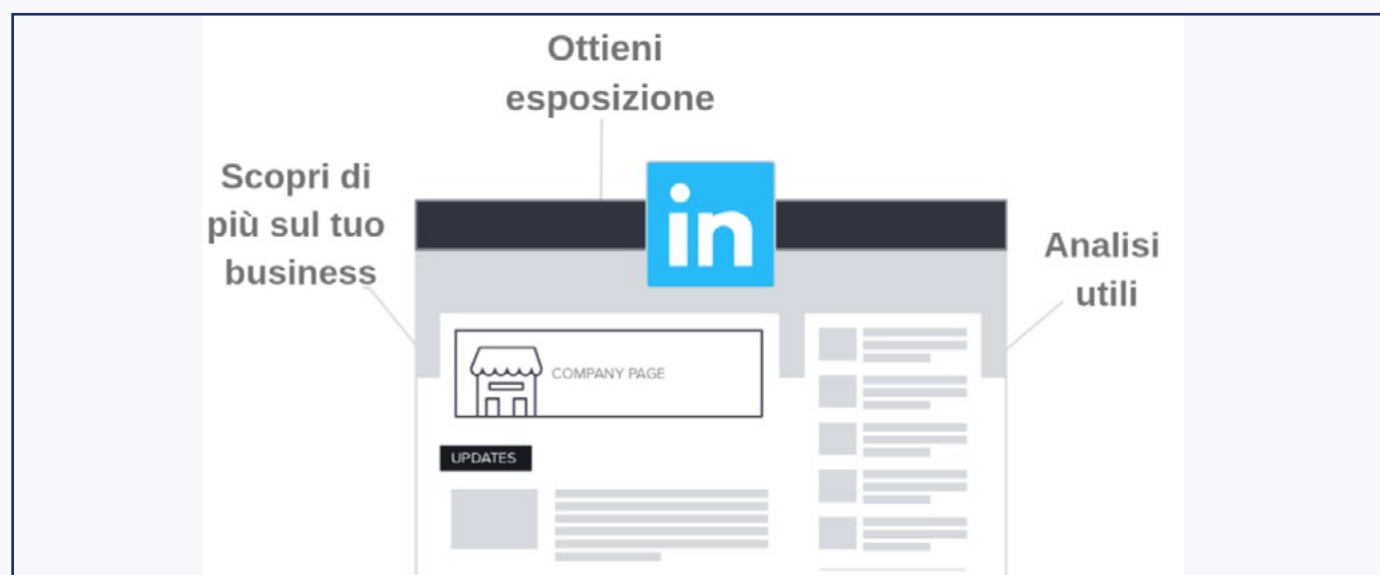 Ottieni
esposizione
Scopri di
più sul tuo
business
in
Analisi
utili
COMPANY PAGE
UPDATES